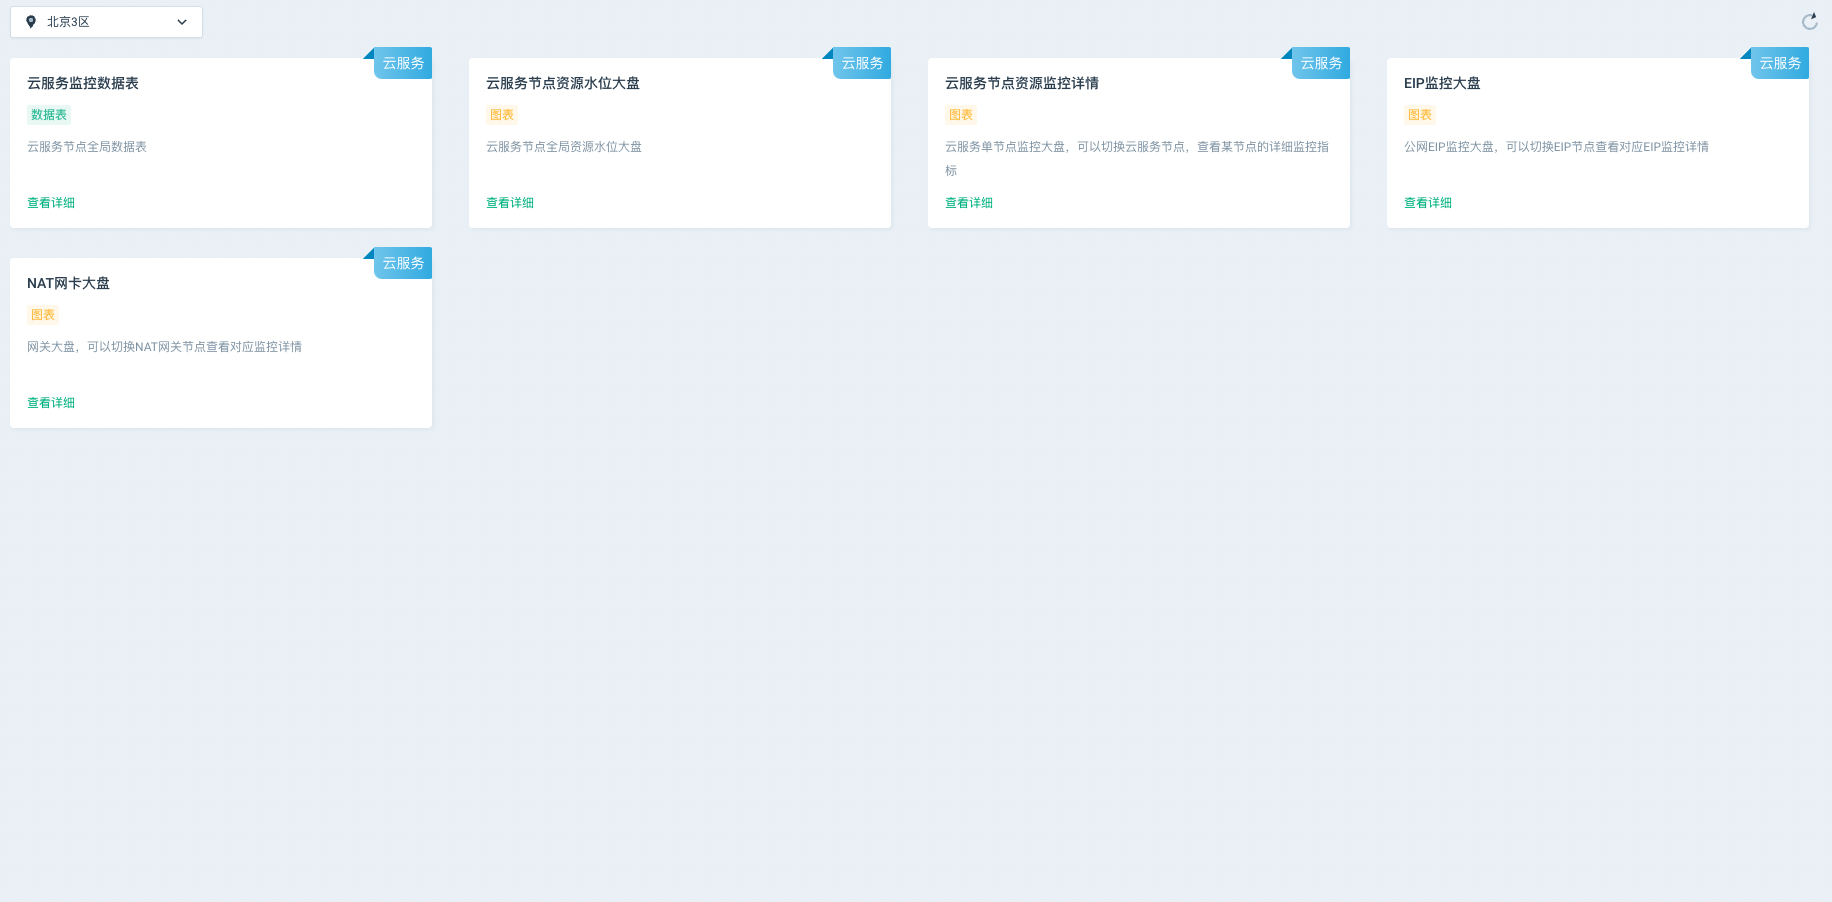 北京3区
云服务
云服务监控数据表
数据表
云服务节点全局数据表
查看详细
云服务
云服务节点资源水位大盘
图表
云服务节点全局资源水位大盘
查看详细
云服务
云服务节点资源监控详情
图表
云服务单节点监控大盘，可以切换云服务节点，查看某节点的详细监控指
标
查看详细
云服务
EIP监控大盘
图表
公网EIP监控大盘，可以切换EIP节点查看对应EIP监控详情
查看详细
云服务
NAT网卡大盘
图表
网关大盘，可以切换NAT网关节点查看对应监控详情
查看详细